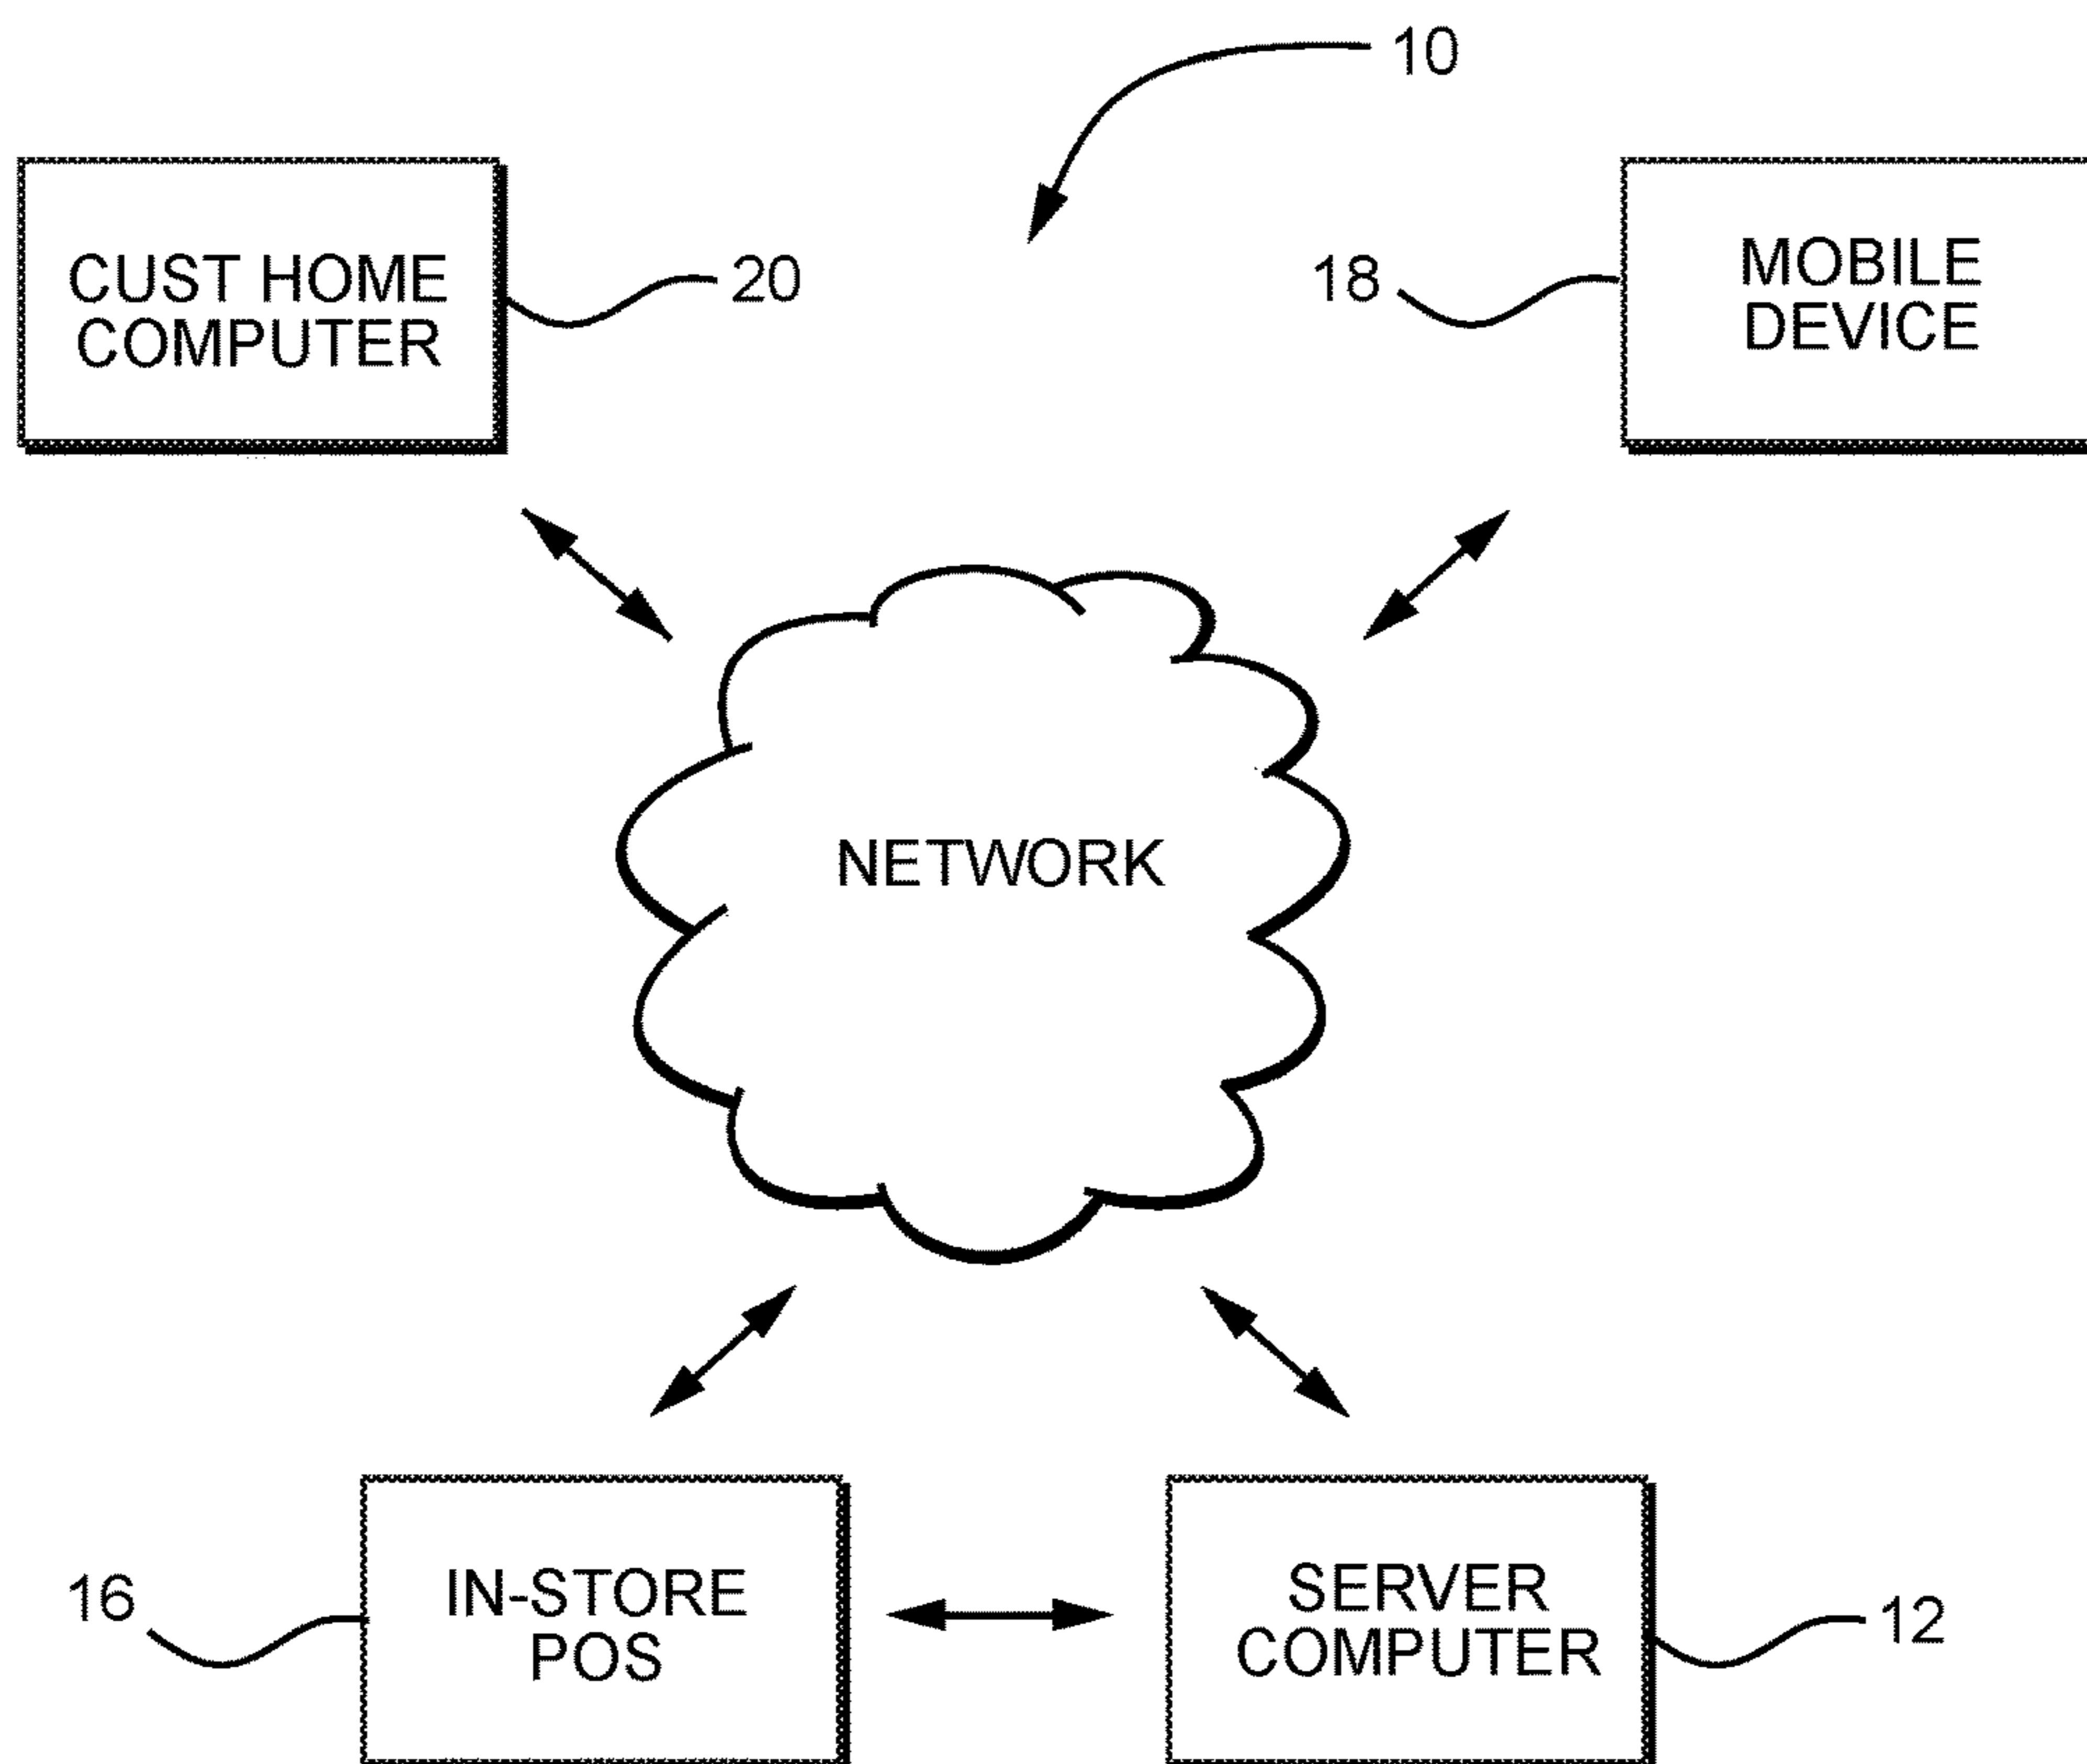 10
CUST HOME
COMPUTER
20
18
MOBILE
DEVICE
NETWORK
16
IN-STORE
POS
SERVER
COMPUTER
12